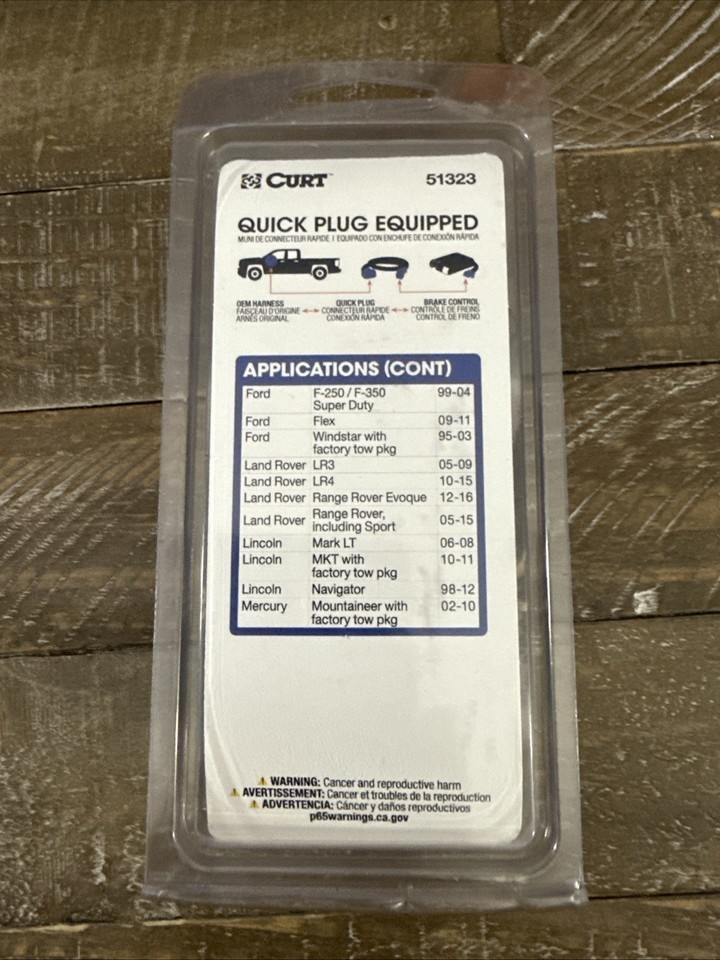 CURT™ 51323
QUICK PLUG EQUIPPED
MUNI DE CONNECTEUR RAPIDE | EQUIPADO CON ENCHUFE DE CONEXIÓN RÁPIDA
OEM HARNESS QUICK PLUG BRAKE CONTROL
FAISCEAU D'ORIGINE CONNECTEUR RAPIDE CONTRÔLE DE FREINS
ARNÉS ORIGINAL CONEXIÓN RÁPIDA CONTROL DE FRENO
APPLICATIONS (CONT)
Ford F-250 / F-350 99-04
Super Duty
Ford Flex 09-11
Ford Windstar with 95-03
factory tow pkg
Land Rover LR3 05-09
Land Rover LR4 10-15
Land Rover Range Rover Evoque 12-16
Land Rover Range Rover, 05-15
including Sport
Lincoln Mark LT 06-08
Lincoln MKT with 10-11
factory tow pkg
Lincoln Navigator 98-12
Mercury Mountaineer with 02-10
factory tow pkg
WARNING: Cancer and reproductive harm
AVERTISSEMENT: Cancer et troubles de la reproduction
ADVERTENCIA: Cáncer y daños reproductivos
p65warnings.ca.gov